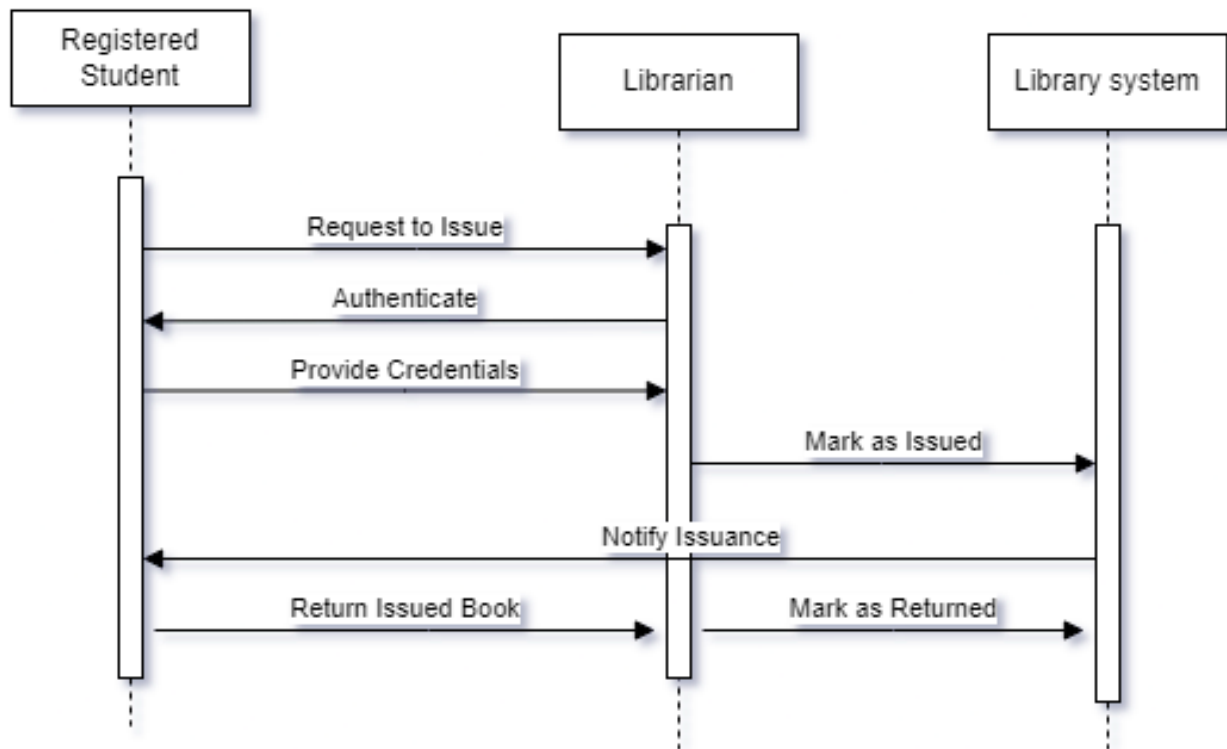 Registered
Student
Librarian
Library system
Request to Issue
Authenticate
Provide Credentials
Mark as Issued
Notify Issuance
Return Issued Book
Mark as Returned